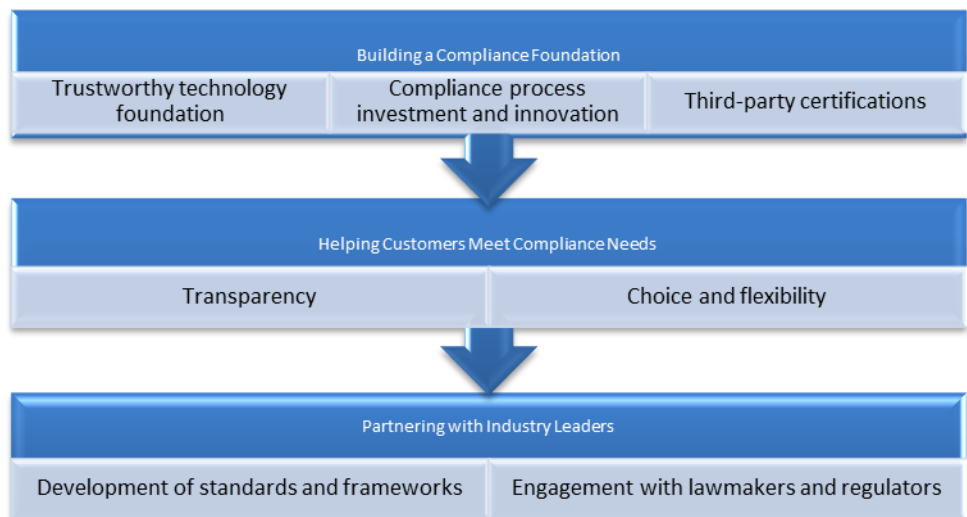 Building a Compliance Foundation
Trustworthy technology
foundation
Compliance process
investment and innovation
Third-party certifications
Helping Customers Meet Compliance Needs
Transparency
Choice and flexibility
Partnering with Industry Leaders
Development of standards and frameworks
Engagement with lawmakers and regulators